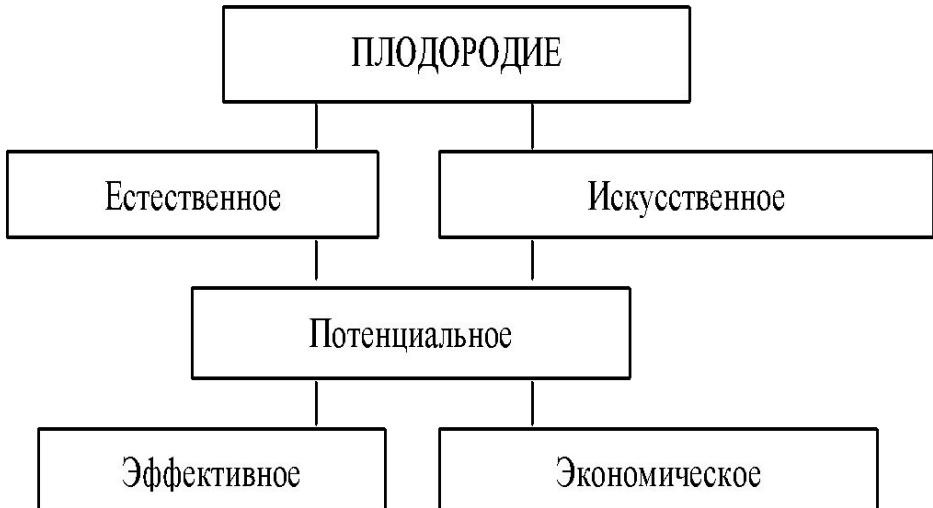 ПЛОДОРОДИЕ
Естественное
Искусственное
Потенциальное
Эффективное
Экономическое